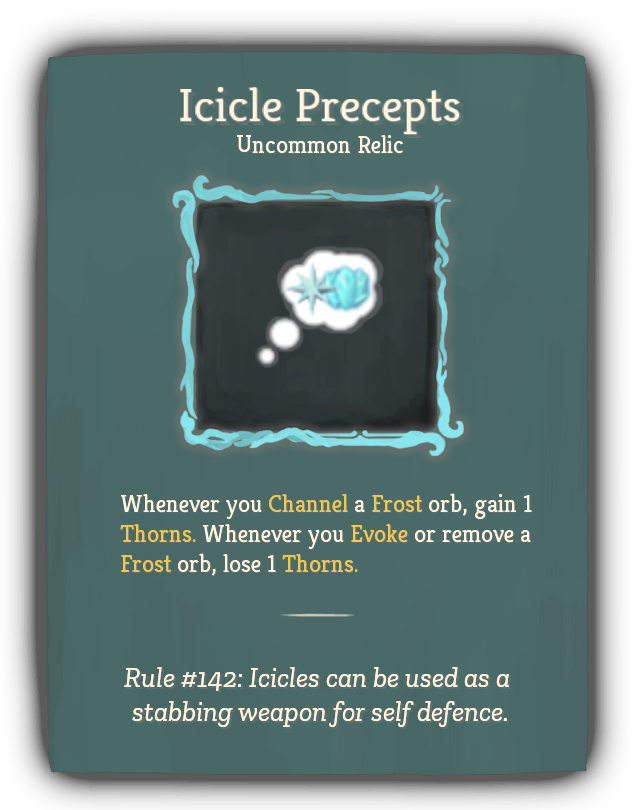 Icicle Precepts
Uncommon Relic
Whenever you Channel a Frost orb, gain 1
Thorns. Whenever you Evoke or remove a
Frost orb, lose 1 Thorns.
Rule #142: Icicles can be used as a
stabbing weapon for self defence.